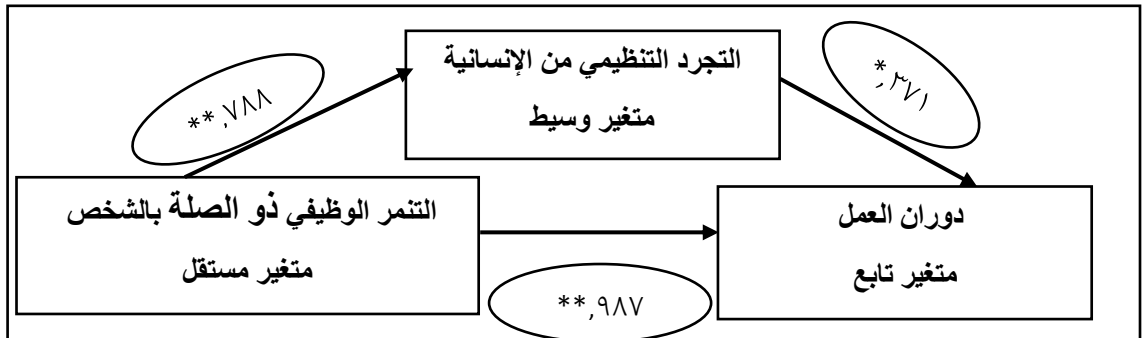 التجرد التنظيمي من الإنسانية
متغير وسيط
**,٧٨٨
*,٣٧١
التنمر الوظيفي ذو الصلة بالشخص
متغير مستقل
دوران العمل
متغير تابع
**,٩٨٧